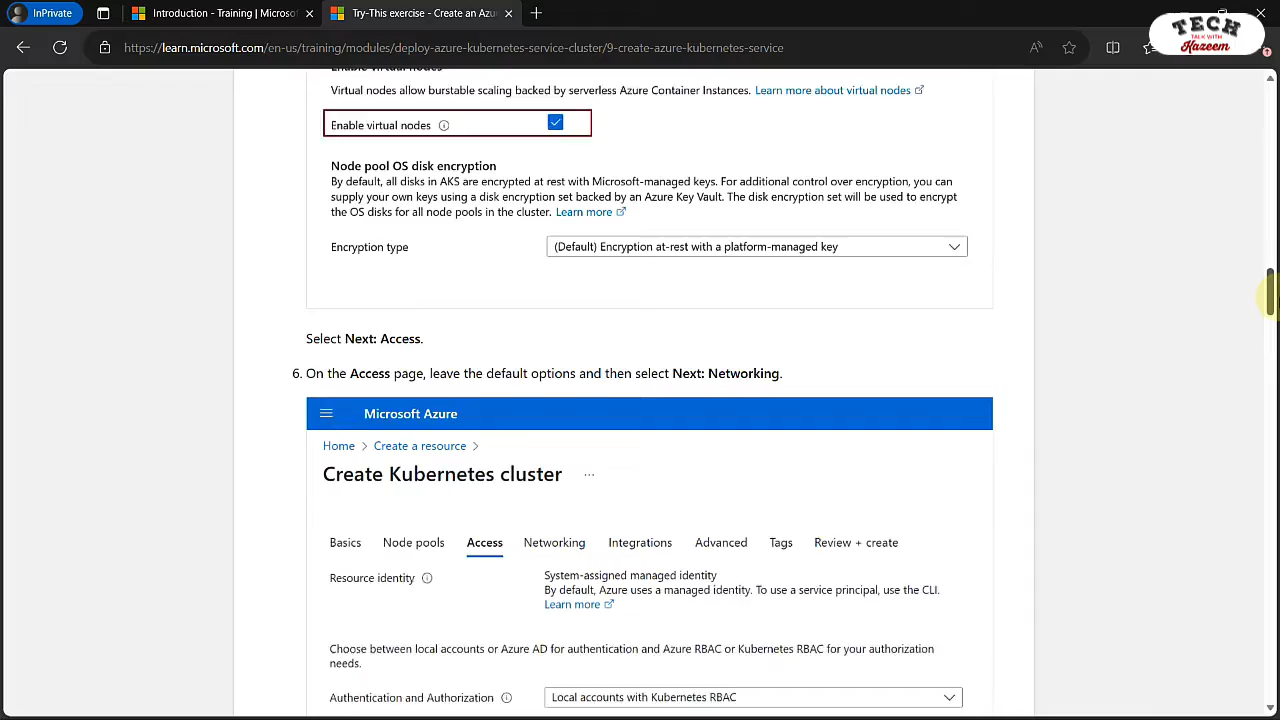 InPrivate
Introduction - Training | Microsof
Try-This exercise - Create an Azu
https://learn.microsoft.com/en-us/training/modules/deploy-azure-kubernetes-service-cluster/9-create-azure-kubernetes-service
TECH
TALK WITH
Kazeem
Enable virtual nodes
Virtual nodes allow burstable scaling backed by serverless Azure Container Instances. Learn more about virtual nodes
Enable virtual nodes
Node pool OS disk encryption
By default, all disks in AKS are encrypted at rest with Microsoft-managed keys. For additional control over encryption, you can
supply your own keys using a disk encryption set backed by an Azure Key Vault. The disk encryption set will be used to encrypt
the OS disks for all node pools in the cluster. Learn more
Encryption type
(Default) Encryption at-rest with a platform-managed key
Select Next: Access.
6. On the Access page, leave the default options and then select Next: Networking.
Microsoft Azure
Home > Create a resource >
Create Kubernetes cluster ...
Basics Node pools Access Networking Integrations Advanced Tags Review + create
Resource identity
System-assigned managed identity
By default, Azure uses a managed identity. To use a service principal, use the CLI.
Learn more
Choose between local accounts or Azure AD for authentication and Azure RBAC or Kubernetes RBAC for your authorization
needs.
Authentication and Authorization
Local accounts with Kubernetes RBAC